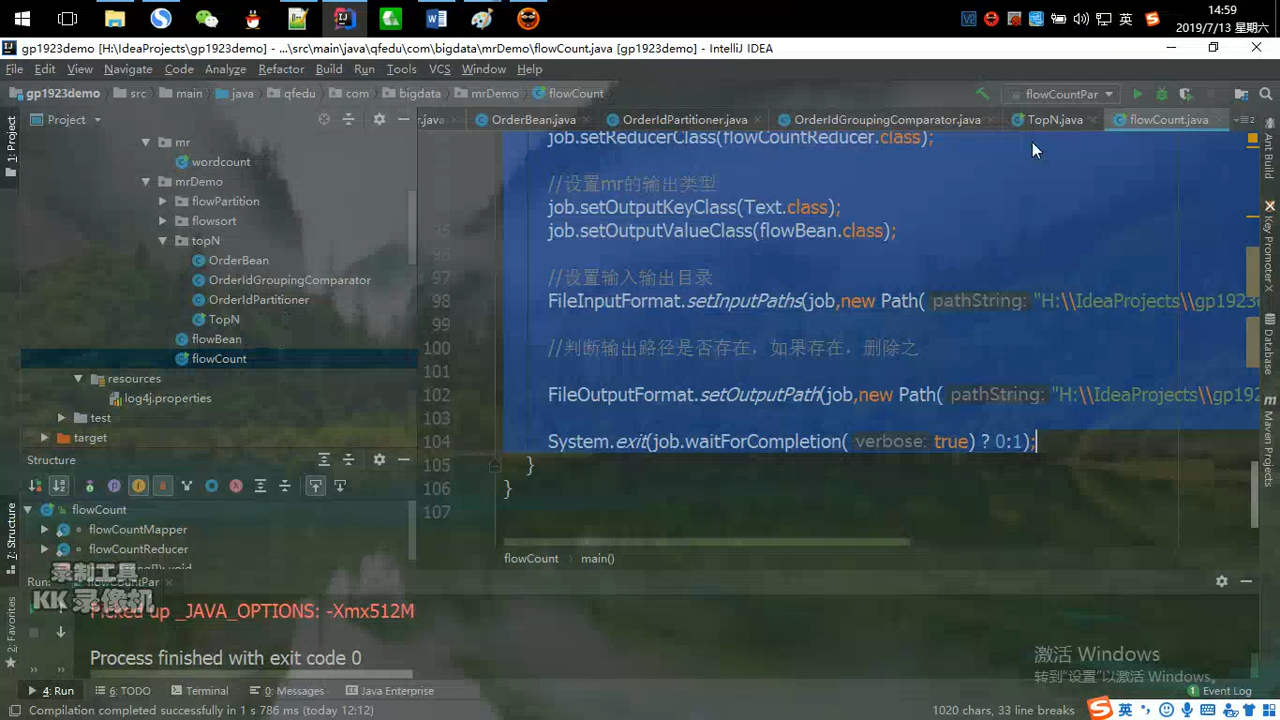 英
14:59
2019/7/13 星期六
gp1923demo [H:\IdeaProjects\gp1923demo] - ...\src\main\java\qfedu\com\bigdata\mrDemo\flowCount.java [gp1923demo] - IntelliJ IDEA
File Edit View Navigate Code Analyze Refactor Build Run Tools VCS Window Help
gp1923demo src main java qfedu com bigdata mrDemo flowCount
flowCountPar
1: Project
Project
.java OrderBean.java OrderIdPartitioner.java OrderIdGroupingComparator.java TopN.java flowCount.java
mr
wordcount
mrDemo
flowPartition
flowsort
topN
OrderBean
OrderIdGroupingComparator
OrderIdPartitioner
TopN
flowBean
flowCount
resources
log4j.properties
test
target
job.setReducerClass(flowCountReducer.class);
//设置mr的输出类型
job.setOutputKeyClass(Text.class);
95 job.setOutputValueClass(flowBean.class);
96
97 //设置输入输出目录
98 FileInputFormat.setInputPaths(job,new Path( pathString: "H:\\IdeaProjects\\gp1923
99
100 //判断输出路径是否存在，如果存在，删除之
101
102 FileOutputFormat.setOutputPath(job,new Path( pathString: "H:\\IdeaProjects\\gp192
103
104 System.exit(job.waitForCompletion( verbose: true) ? 0:1);
105 }
106 }
107
flowCount main()
Ant Build
Key Promoter X
Database
Maven Projects
Structure
7: Structure
flowCount
flowCountMapper
flowCountReducer
录制工具
KK 录像机
Run: flowCountPar
2: Favorites
Picked up _JAVA_OPTIONS: -Xmx512M
Process finished with exit code 0
激活 Windows
转到"设置"以激活 Windows。
4: Run 6: TODO Terminal 0: Messages Java Enterprise 1 Event Log
Compilation completed successfully in 1 s 786 ms (today 12:12)
1020 chars, 33 line breaks
英